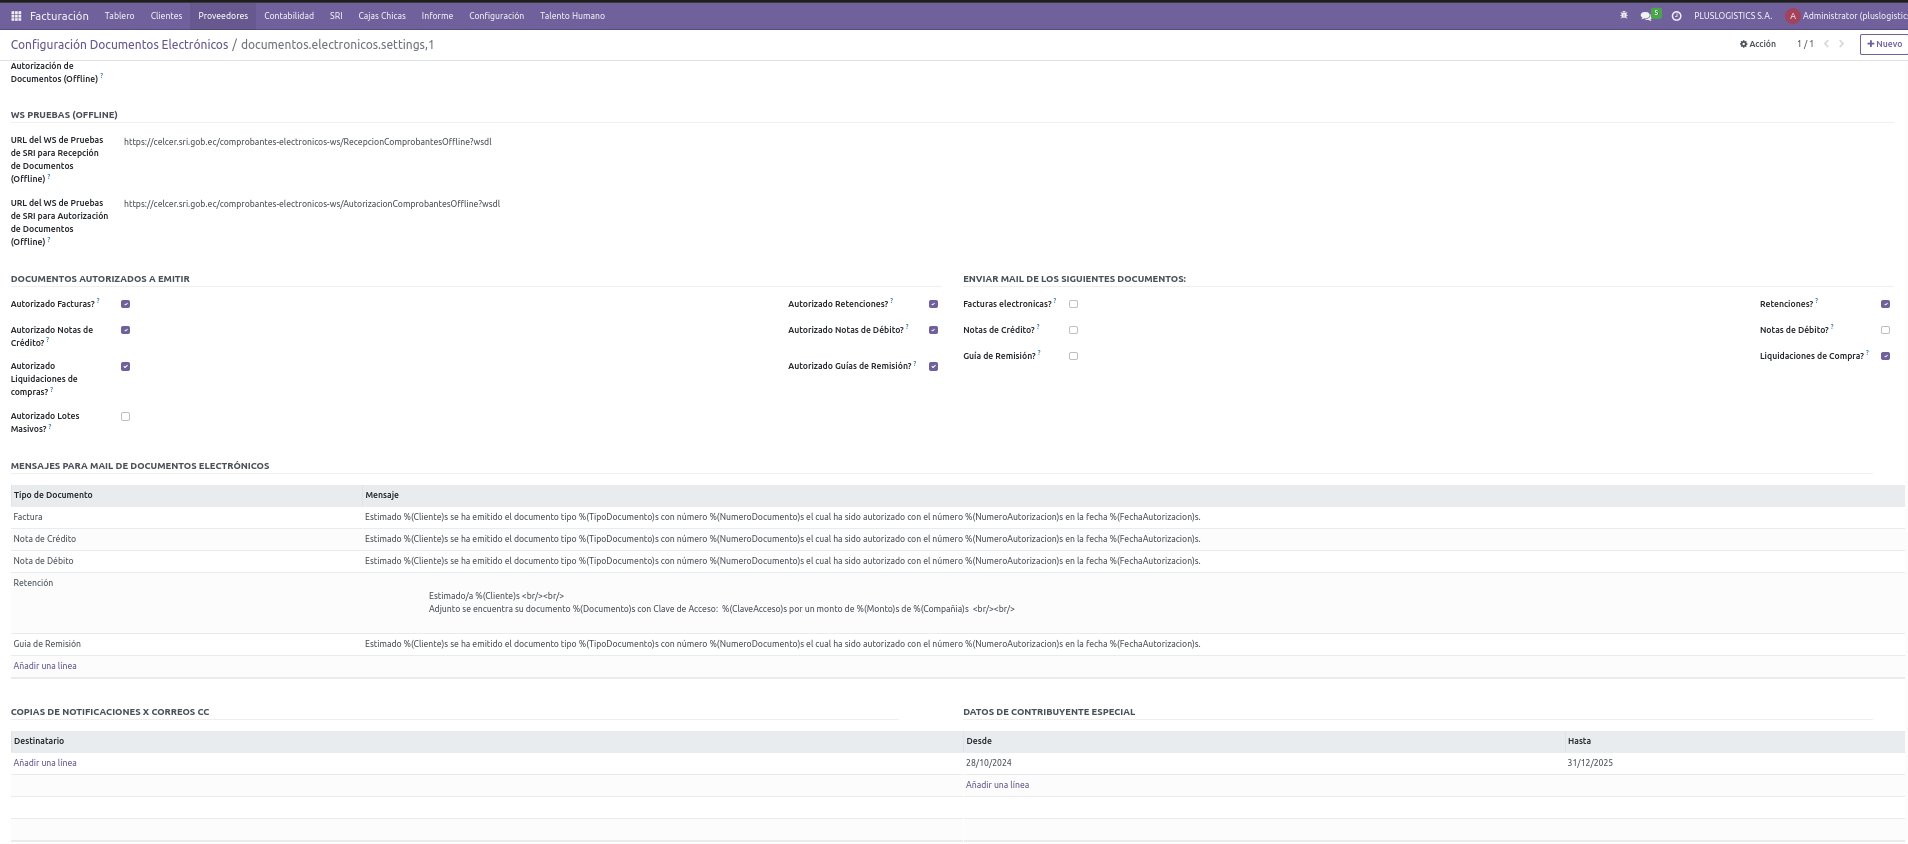 Facturación Tablero Clientes Proveedores Contabilidad SRI Cajas Chicas Informe Configuración Talento Humano 5 PLUSLOGISTICS S.A. A Administrator (pluslogistic
Configuración Documentos Electrónicos / documentos.electronicos.settings,1
Acción 1 / 1 Nuevo
Autorización de
Documentos (Offline) ?
WS PRUEBAS (OFFLINE)
URL del WS de Pruebas
de SRI para Recepción
de Documentos
(Offline) ?
https://celcer.sri.gob.ec/comprobantes-electronicos-ws/RecepcionComprobantesOffline?wsdl
URL del WS de Pruebas
de SRI para Autorización
de Documentos
(Offline) ?
https://celcer.sri.gob.ec/comprobantes-electronicos-ws/AutorizacionComprobantesOffline?wsdl
DOCUMENTOS AUTORIZADOS A EMITIR
Autorizado Facturas? ?
Autorizado Retenciones? ?
Autorizado Notas de
Crédito? ?
Autorizado Notas de Débito? ?
Autorizado
Liquidaciones de
compras? ?
Autorizado Guías de Remisión? ?
Autorizado Lotes
Masivos? ?
ENVIAR MAIL DE LOS SIGUIENTES DOCUMENTOS:
Facturas electronicas? ?
Retenciones? ?
Notas de Crédito? ?
Notas de Débito? ?
Guía de Remisión? ?
Liquidaciones de Compra? ?
MENSAJES PARA MAIL DE DOCUMENTOS ELECTRÓNICOS
Tipo de Documento Mensaje
Factura Estimado %(Cliente)s se ha emitido el documento tipo %(TipoDocumento)s con número %(NumeroDocumento)s el cual ha sido autorizado con el número %(NumeroAutorizacion)s en la fecha %(FechaAutorizacion)s.
Nota de Crédito Estimado %(Cliente)s se ha emitido el documento tipo %(TipoDocumento)s con número %(NumeroDocumento)s el cual ha sido autorizado con el número %(NumeroAutorizacion)s en la fecha %(FechaAutorizacion)s.
Nota de Débito Estimado %(Cliente)s se ha emitido el documento tipo %(TipoDocumento)s con número %(NumeroDocumento)s el cual ha sido autorizado con el número %(NumeroAutorizacion)s en la fecha %(FechaAutorizacion)s.
Retención
Estimado/a %(Cliente)s <br/><br/>
Adjunto se encuentra su documento %(Documento)s con Clave de Acceso: %(ClaveAcceso)s por un monto de %(Monto)s de %(Compañia)s <br/><br/>
Guia de Remisión Estimado %(Cliente)s se ha emitido el documento tipo %(TipoDocumento)s con número %(NumeroDocumento)s el cual ha sido autorizado con el número %(NumeroAutorizacion)s en la fecha %(FechaAutorizacion)s.
Añadir una línea
COPIAS DE NOTIFICACIONES X CORREOS CC
Destinatario
Añadir una línea
DATOS DE CONTRIBUYENTE ESPECIAL
Desde Hasta
28/10/2024 31/12/2025
Añadir una línea